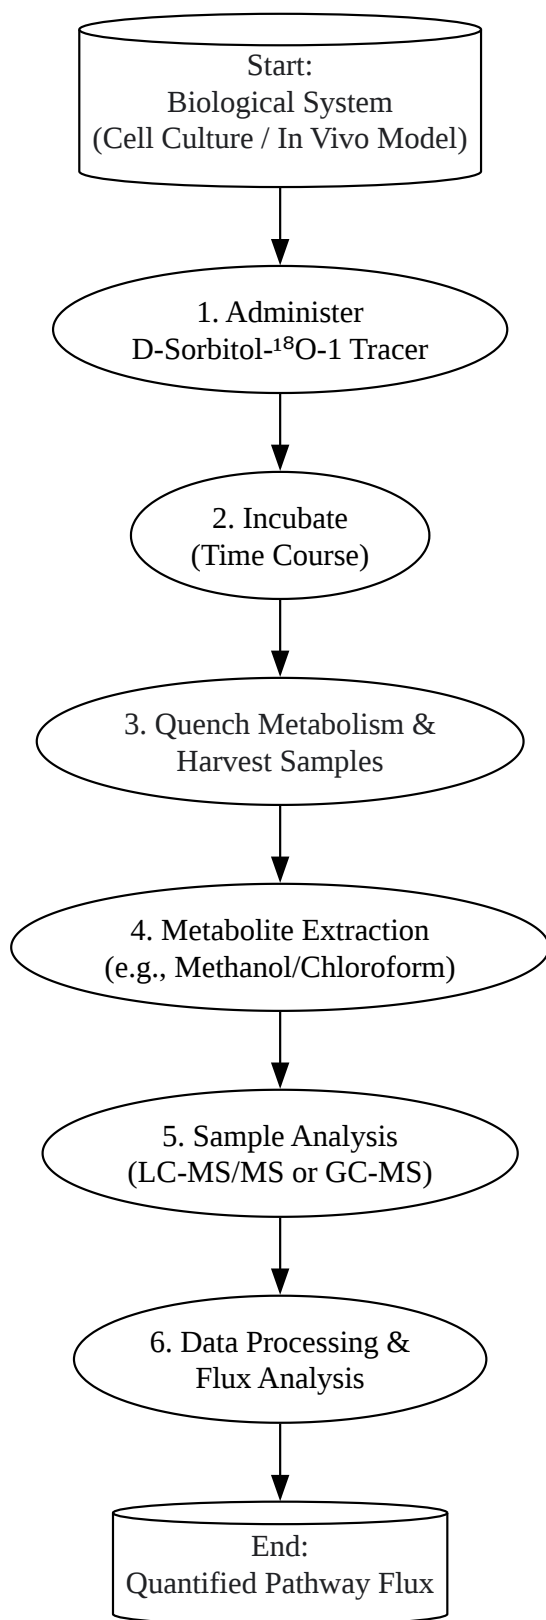 Start:
Biological System
(Cell Culture / In Vivo Model)
1. Administer
D-Sorbitol-¹⁸O-1 Tracer
2. Incubate
(Time Course)
3. Quench Metabolism &
Harvest Samples
4. Metabolite Extraction
(e.g., Methanol/Chloroform)
5. Sample Analysis
(LC-MS/MS or GC-MS)
6. Data Processing &
Flux Analysis
End:
Quantified Pathway Flux